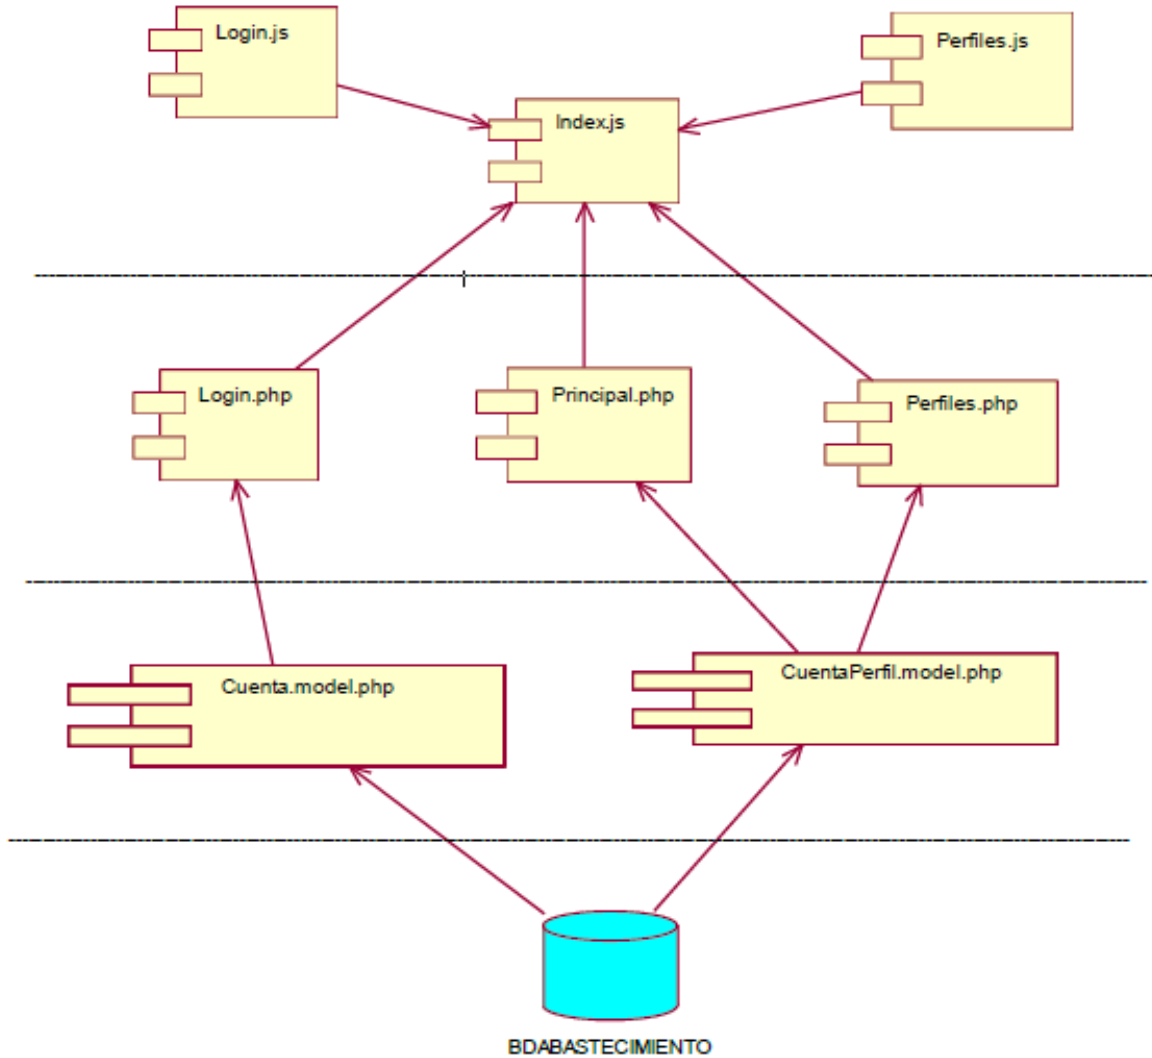 Login.js
Perfiles.js
Index.js
Login.php
Principal.php
Perfiles.php
Cuenta.model.php
CuentaPerfil.model.php
BDABASTECIMIENTO